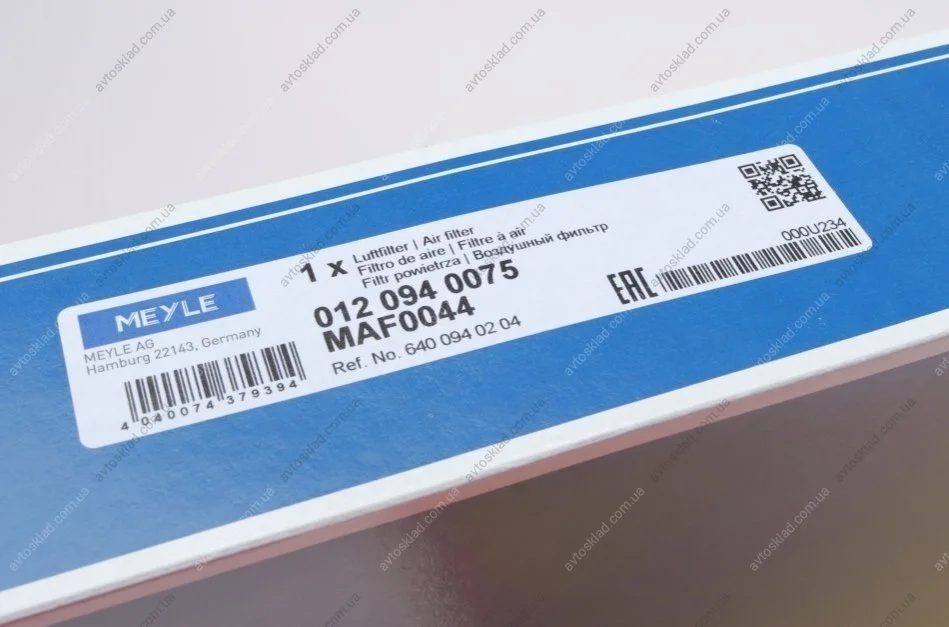 MEYLE
MEYLE AG
Hamburg 22143, Germany
4 040074 379394
1 x Luftfilter | Air filter
Filtro de aire | Filtre à air
Filtr powietrza | Воздушный фильтр
012 094 0075
MAF0044
Ref. No. 640 094 02 04
EAC
000U234
avtosklad.com.ua